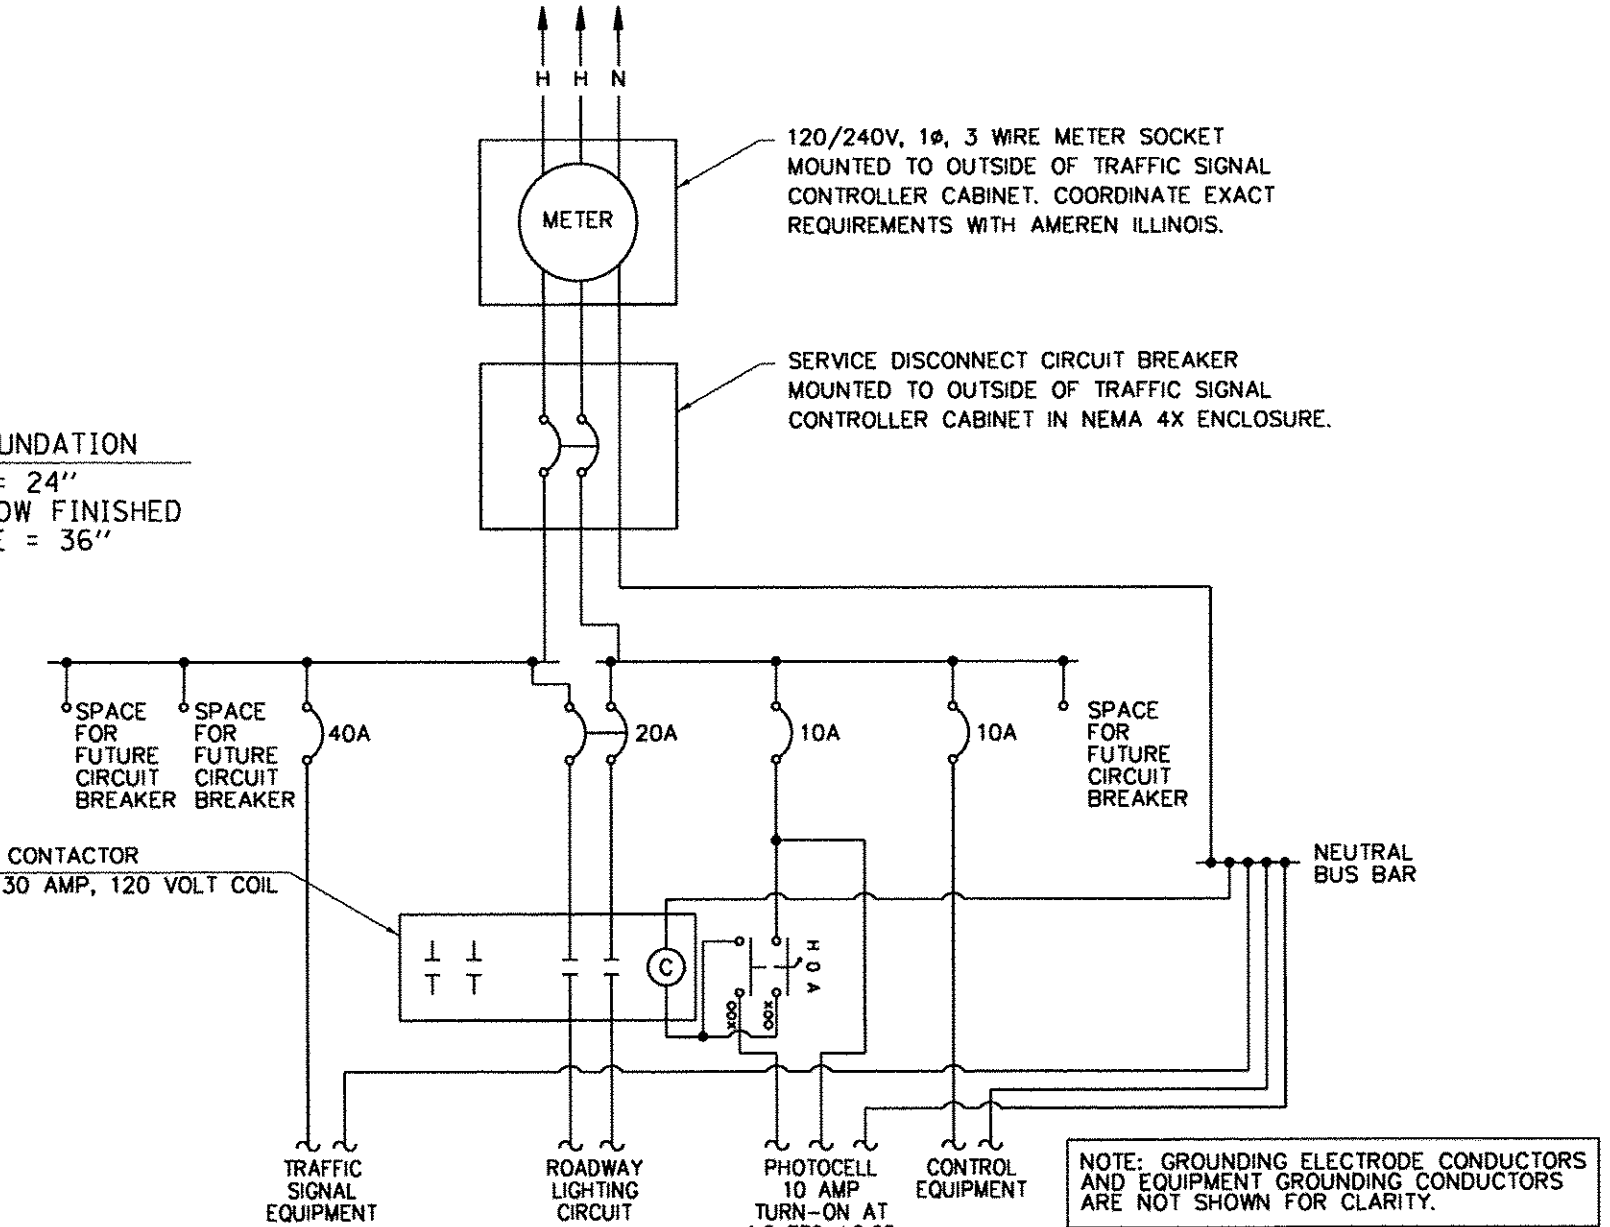 H H N
120/240V, 1ø, 3 WIRE METER SOCKET
MOUNTED TO OUTSIDE OF TRAFFIC SIGNAL
CONTROLLER CABINET. COORDINATE EXACT
REQUIREMENTS WITH AMEREN ILLINOIS.
METER
SERVICE DISCONNECT CIRCUIT BREAKER
MOUNTED TO OUTSIDE OF TRAFFIC SIGNAL
CONTROLLER CABINET IN NEMA 4X ENCLOSURE.
UNDATION
= 24"
OW FINISHED
E = 36"
SPACE
FOR
FUTURE
CIRCUIT
BREAKER
SPACE
FOR
FUTURE
CIRCUIT
BREAKER
40A
20A
10A
10A
SPACE
FOR
FUTURE
CIRCUIT
BREAKER
CONTACTOR
30 AMP, 120 VOLT COIL
NEUTRAL
BUS BAR
C
H O A
OOX
XOO
TRAFFIC
SIGNAL
EQUIPMENT
ROADWAY
LIGHTING
CIRCUIT
PHOTOCELL
10 AMP
TURN-ON AT
CONTROL
EQUIPMENT
NOTE: GROUNDING ELECTRODE CONDUCTORS
AND EQUIPMENT GROUNDING CONDUCTORS
ARE NOT SHOWN FOR CLARITY.